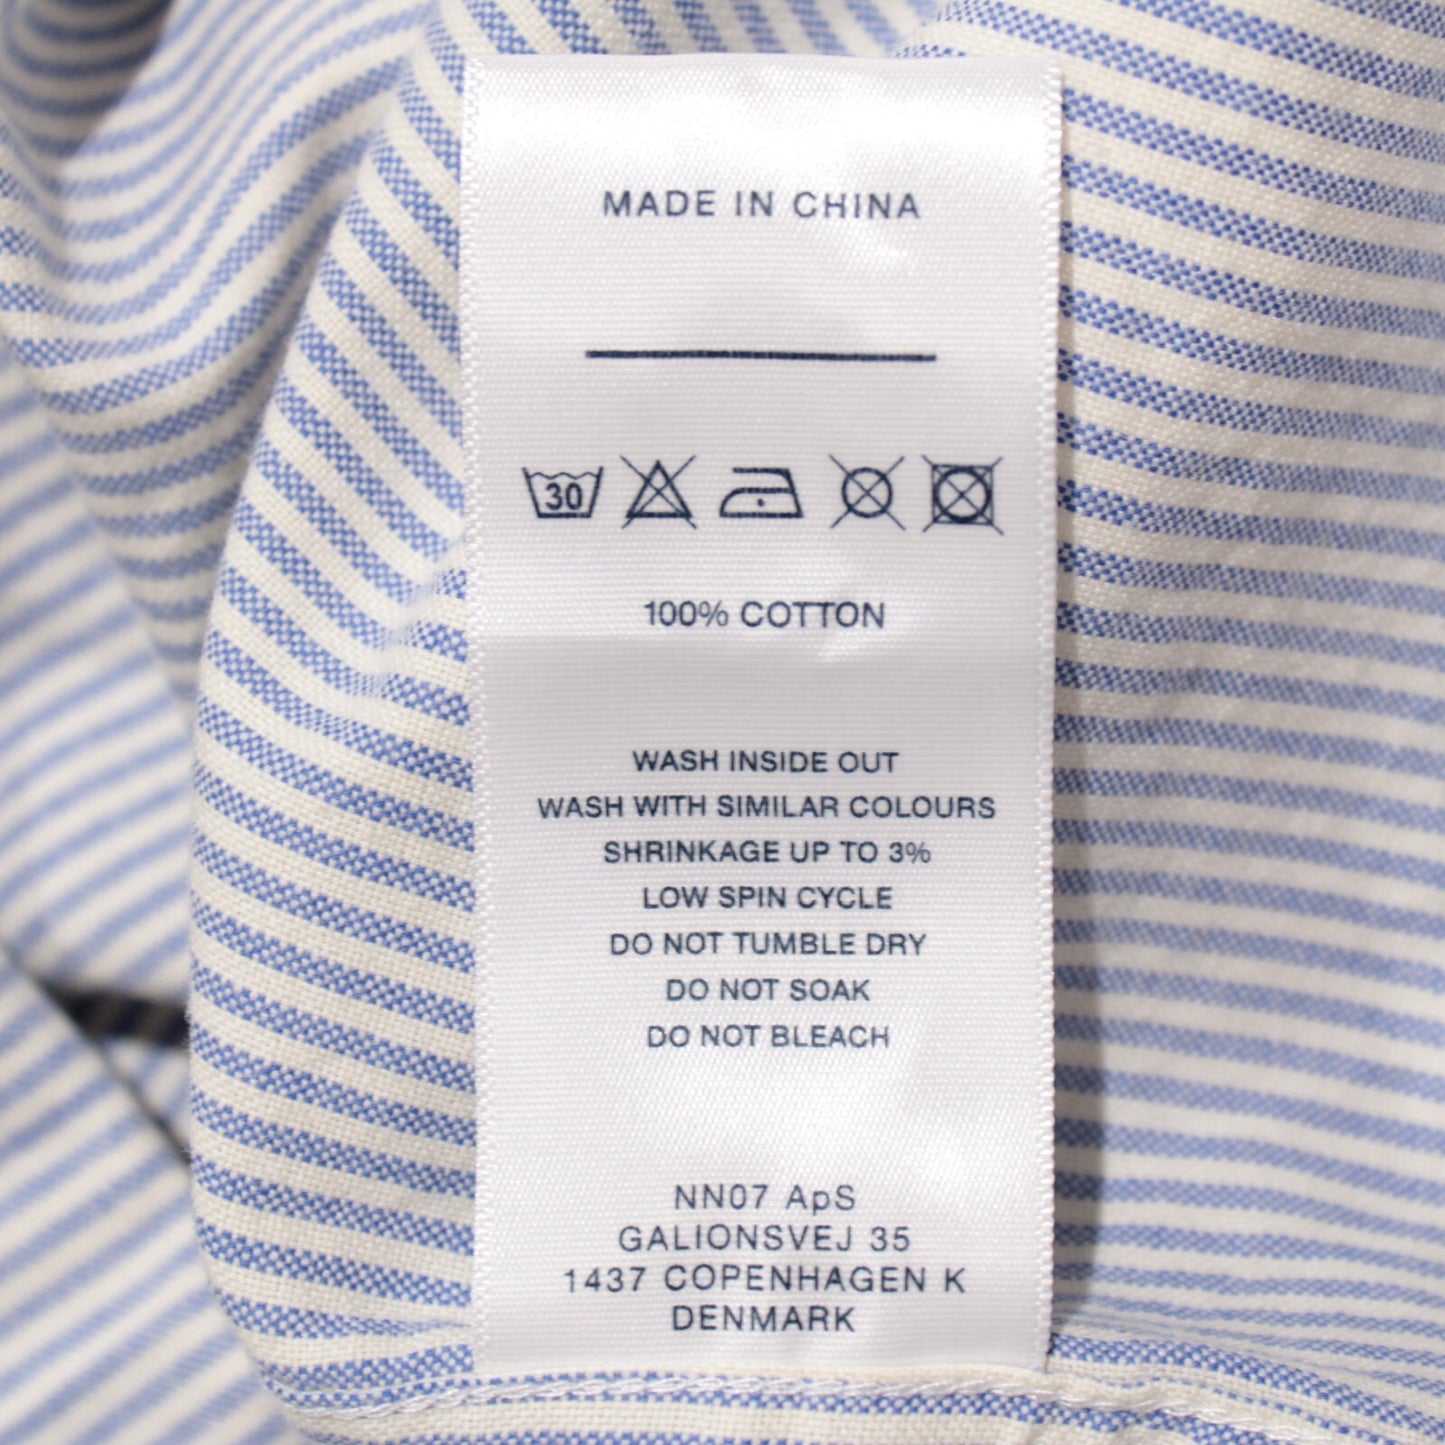 MADE IN CHINA
30
100% COTTON
WASH INSIDE OUT
WASH WITH SIMILAR COLOURS
SHRINKAGE UP TO 3%
LOW SPIN CYCLE
DO NOT TUMBLE DRY
DO NOT SOAK
DO NOT BLEACH
NN07 ApS
GALIONSVEJ 35
1437 COPENHAGEN K
DENMARK